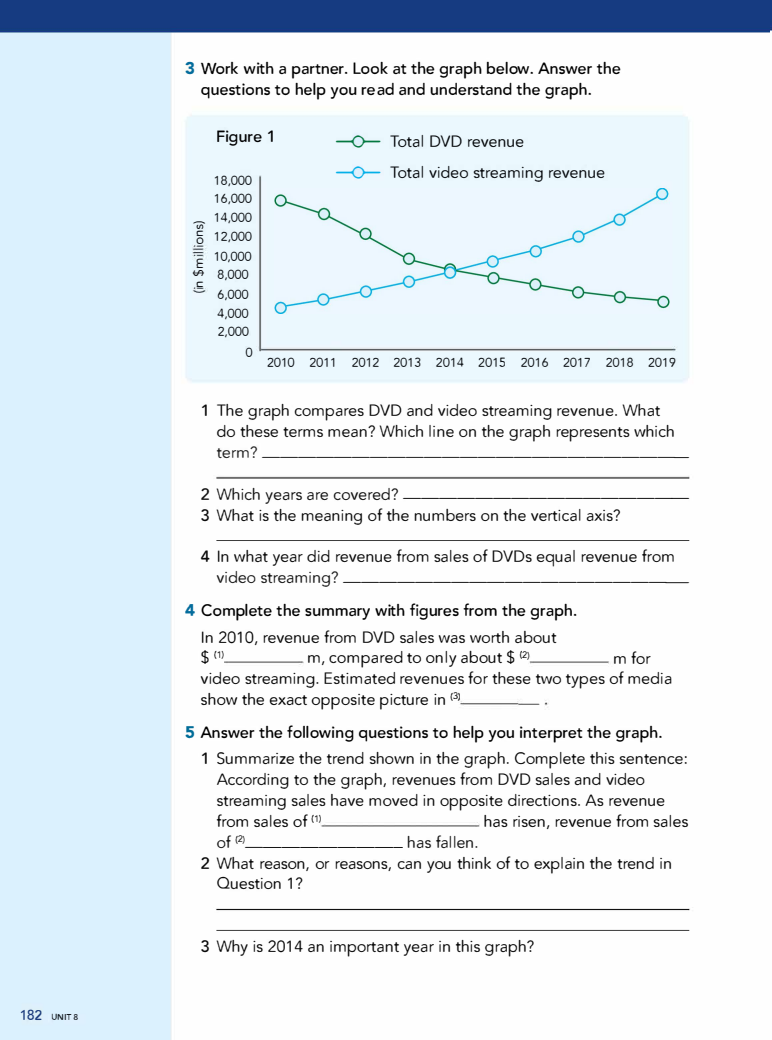 3 Work with a partner. Look at the graph below. Answer the
questions to help you read and understand the graph.
Figure 1
Total DVD revenue
Total video streaming revenue
(in $millions)
18,000
16,000
14,000
12,000
10,000
8,000
6,000
4,000
2,000
0
2010 2011 2012 2013 2014 2015 2016 2017 2018 2019
1 The graph compares DVD and video streaming revenue. What
do these terms mean? Which line on the graph represents which
term?
2 Which years are covered?
3 What is the meaning of the numbers on the vertical axis?
4 In what year did revenue from sales of DVDs equal revenue from
video streaming?
4 Complete the summary with figures from the graph.
In 2010, revenue from DVD sales was worth about
$ (1)__________ m, compared to only about $ (2)__________ m for
video streaming. Estimated revenues for these two types of media
show the exact opposite picture in (3)__________ .
5 Answer the following questions to help you interpret the graph.
1 Summarize the trend shown in the graph. Complete this sentence:
According to the graph, revenues from DVD sales and video
streaming sales have moved in opposite directions. As revenue
from sales of (1)____________________ has risen, revenue from sales
of (2)____________________ has fallen.
2 What reason, or reasons, can you think of to explain the trend in
Question 1?
3 Why is 2014 an important year in this graph?
182 UNIT 8